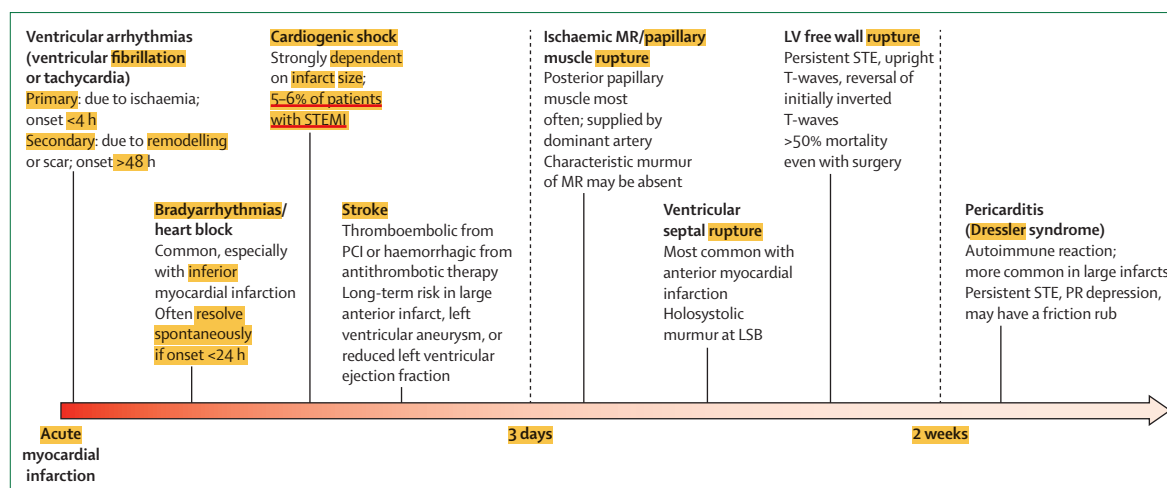 Ventricular arrhythmias
(ventricular fibrillation
or tachycardia)
Primary: due to ischaemia;
onset <4 h
Secondary: due to remodelling
or scar; onset >48 h
Bradyarrhythmias/
heart block
Common, especially
with inferior
myocardial infarction
Often resolve
spontaneously
if onset <24 h
Cardiogenic shock
Strongly dependent
on infarct size;
5–6% of patients
with STEMI
Stroke
Thromboembolic from
PCI or haemorrhagic from
antithrombotic therapy
Long-term risk in large
anterior infarct, left
ventricular aneurysm, or
reduced left ventricular
ejection fraction
Ischaemic MR/papillary
muscle rupture
Posterior papillary
muscle most
often; supplied by
dominant artery
Characteristic murmur
of MR may be absent
Ventricular
septal rupture
Most common with
anterior myocardial
infarction
Holosystolic
murmur at LSB
LV free wall rupture
Persistent STE, upright
T-waves, reversal of
initially inverted
T-waves
>50% mortality
even with surgery
Pericarditis
(Dressler syndrome)
Autoimmune reaction;
more common in large infarcts
Persistent STE, PR depression,
may have a friction rub
Acute
myocardial
infarction
3 days
2 weeks